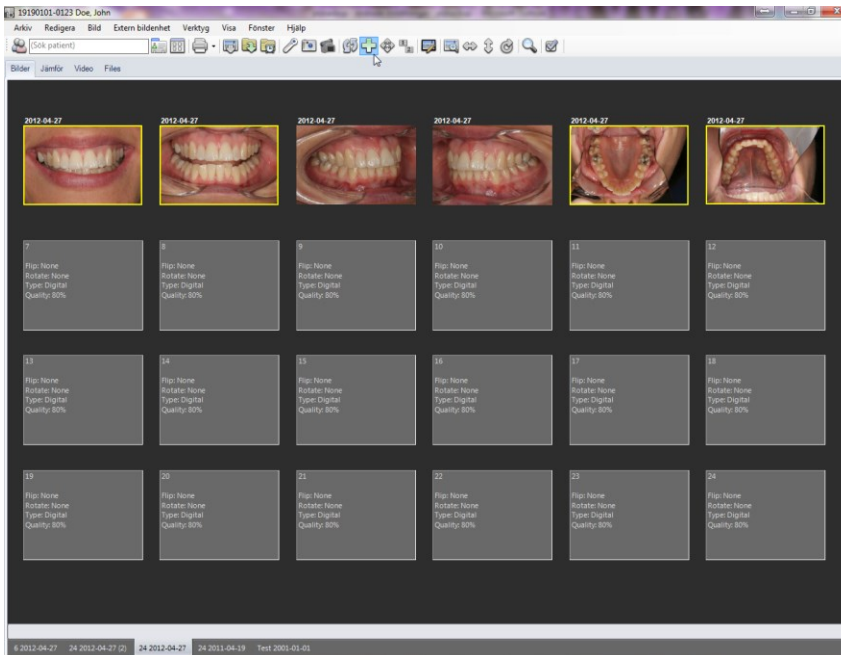 19190101-0123 Doe, John
Arkiv Redigera Bild Extern bildenhet Verktyg Visa Fönster Hjälp
(Sök patient)
Bilder Jämför Video Files
2012-04-27 2012-04-27 2012-04-27 2012-04-27 2012-04-27 2012-04-27
7 8 9 10 11 12
Flip: None Flip: None Flip: None Flip: None Flip: None Flip: None
Rotate: None Rotate: None Rotate: None Rotate: None Rotate: None Rotate: None
Type: Digital Type: Digital Type: Digital Type: Digital Type: Digital Type: Digital
Quality: 80% Quality: 80% Quality: 80% Quality: 80% Quality: 80% Quality: 80%
13 14 15 16 17 18
Flip: None Flip: None Flip: None Flip: None Flip: None Flip: None
Rotate: None Rotate: None Rotate: None Rotate: None Rotate: None Rotate: None
Type: Digital Type: Digital Type: Digital Type: Digital Type: Digital Type: Digital
Quality: 80% Quality: 80% Quality: 80% Quality: 80% Quality: 80% Quality: 80%
19 20 21 22 23 24
Flip: None Flip: None Flip: None Flip: None Flip: None Flip: None
Rotate: None Rotate: None Rotate: None Rotate: None Rotate: None Rotate: None
Type: Digital Type: Digital Type: Digital Type: Digital Type: Digital Type: Digital
Quality: 80% Quality: 80% Quality: 80% Quality: 80% Quality: 80% Quality: 80%
6 2012-04-27 24 2012-04-27 (2) 24 2012-04-27 24 2011-04-19 Test 2001-01-01